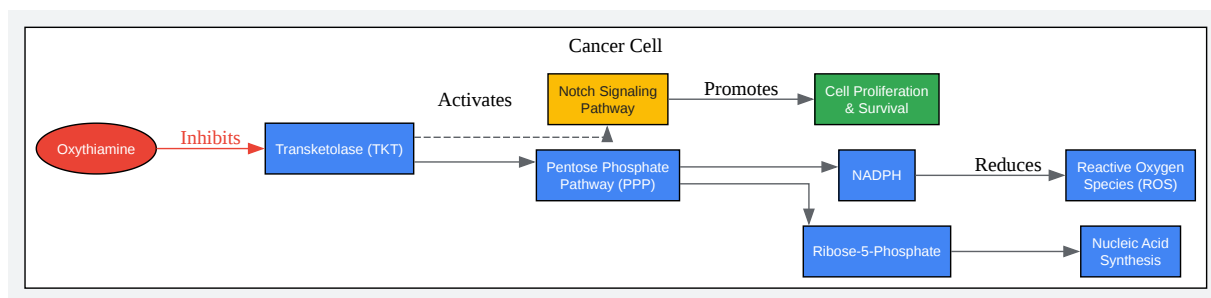 Cancer Cell
Activates
Notch Signaling
Pathway
Promotes
Cell Proliferation
& Survival
Oxythiamine
Inhibits
Transketolase (TKT)
Pentose Phosphate
Pathway (PPP)
NADPH
Reduces
Reactive Oxygen
Species (ROS)
Ribose-5-Phosphate
Nucleic Acid
Synthesis